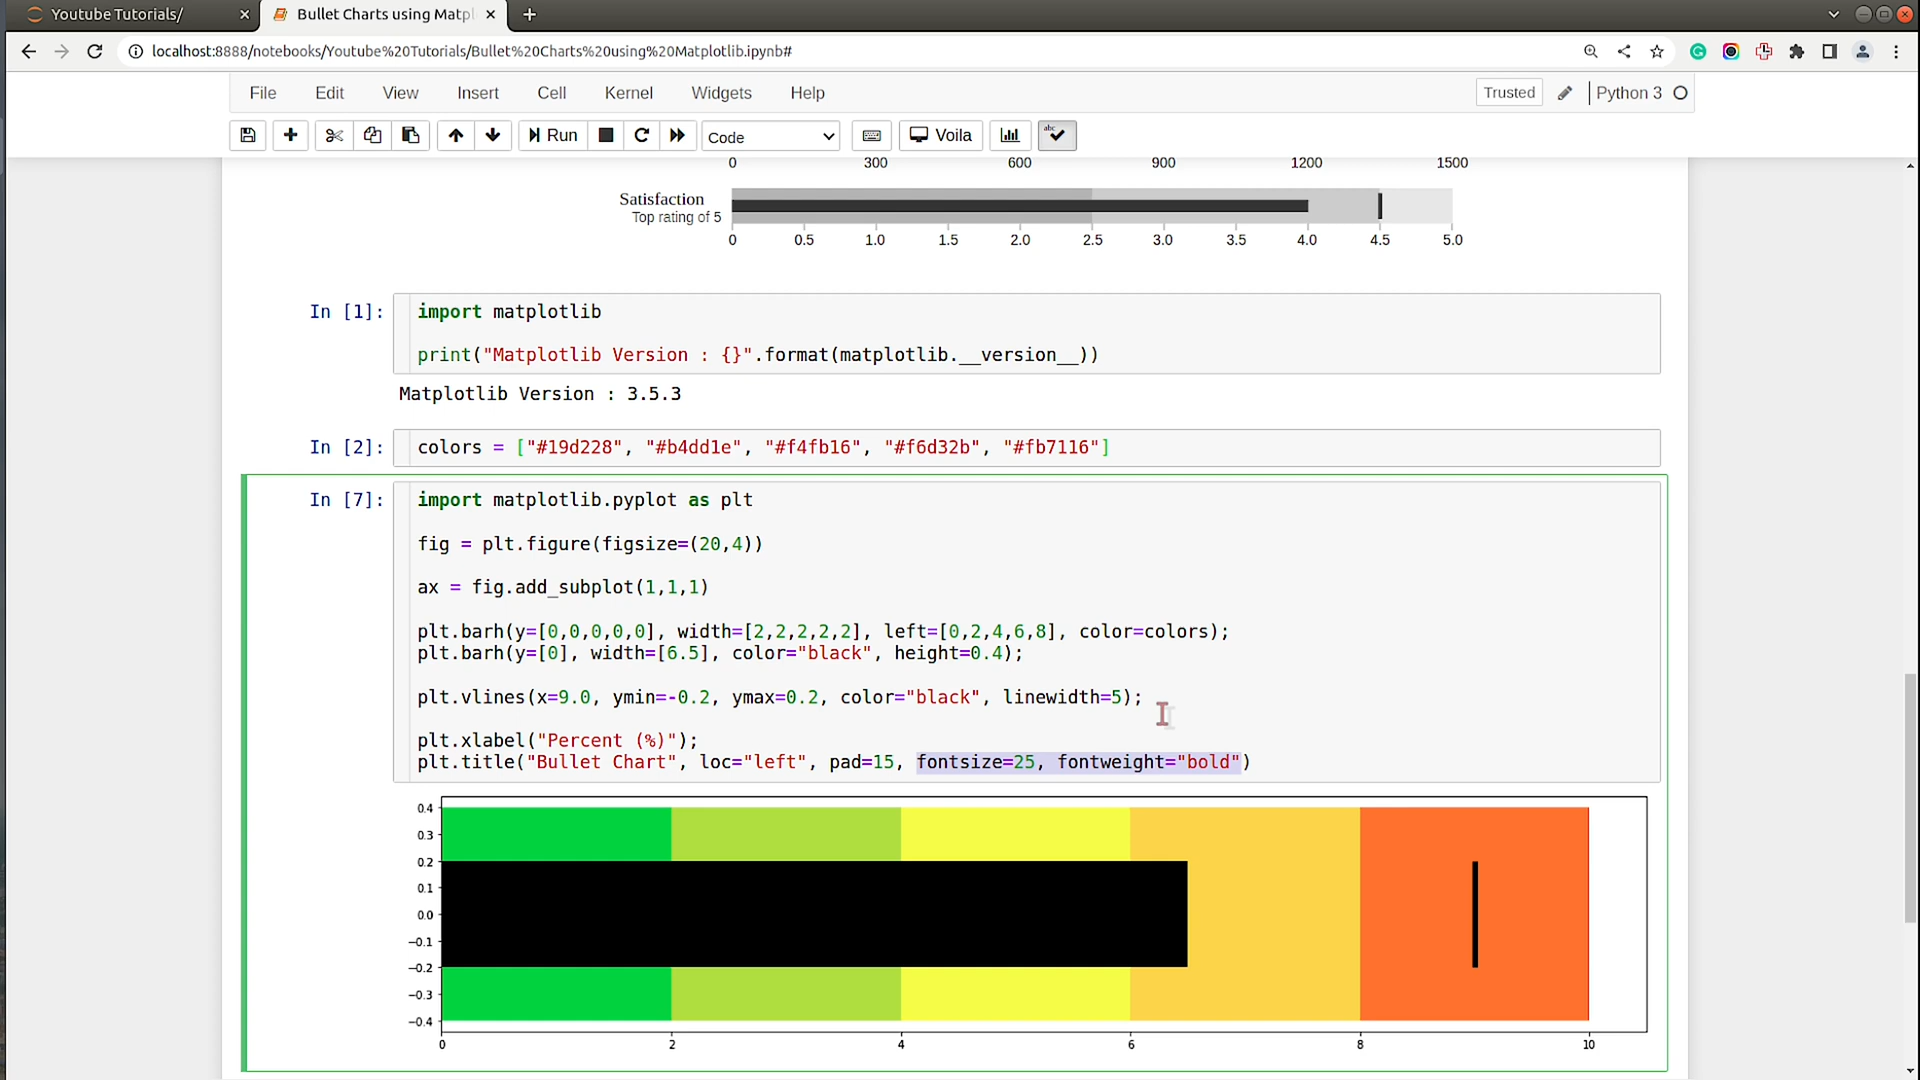 Youtube Tutorials/
Bullet Charts using Matpl
localhost:8888/notebooks/Youtube%20Tutorials/Bullet%20Charts%20using%20Matplotlib.ipynb#
File Edit View Insert Cell Kernel Widgets Help Trusted Python 3
Run Code Voila abc
0 300 600 900 1200 1500
Satisfaction
Top rating of 5
0 0.5 1.0 1.5 2.0 2.5 3.0 3.5 4.0 4.5 5.0
In [1]: import matplotlib
print("Matplotlib Version : {}".format(matplotlib.__version__))
Matplotlib Version : 3.5.3
In [2]: colors = ["#19d228", "#b4dd1e", "#f4fb16", "#f6d32b", "#fb7116"]
In [7]: import matplotlib.pyplot as plt
fig = plt.figure(figsize=(20,4))
ax = fig.add_subplot(1,1,1)
plt.barh(y=[0,0,0,0,0], width=[2,2,2,2,2], left=[0,2,4,6,8], color=colors);
plt.barh(y=[0], width=[6.5], color="black", height=0.4);
plt.vlines(x=9.0, ymin=-0.2, ymax=0.2, color="black", linewidth=5);
plt.xlabel("Percent (%)");
plt.title("Bullet Chart", loc="left", pad=15, fontsize=25, fontweight="bold")
0.4
0.3
0.2
0.1
0.0
−0.1
−0.2
−0.3
−0.4
0 2 4 6 8 10